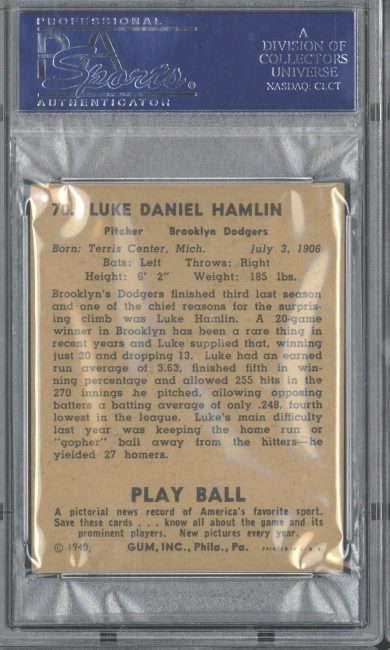 PROFESSIONAL
PSA
Sports
AUTHENTICATOR
A
DIVISION OF
COLLECTORS
UNIVERSE
NASDAQ: CLCT
70. LUKE DANIEL HAMLIN
Pitcher Brooklyn Dodgers
Born: Terris Center, Mich. July 3, 1906
Bats: Left Throws: Right
Height: 6' 2" Weight: 185 lbs.
Brooklyn's Dodgers finished third last season
and one of the chief reasons for the surpris-
ing climb was Luke Hamlin. A 20-game
winner in Brooklyn has been a rare thing in
recent years and Luke supplied that, winning
just 20 and dropping 13. Luke had an earned
run average of 3.63, finished fifth in win-
ning percentage and allowed 255 hits in the
270 innings he pitched, allowing opposing
batters a batting average of only .248, fourth
lowest in the league. Luke's main difficulty
last year was keeping the home run or
"gopher" ball away from the hitters—he
yielded 27 homers.
PLAY BALL
A pictorial news record of America's favorite sport.
Save these cards . . . know all about the game and its
prominent players. New pictures every year.
© 1940, GUM, INC., Phila., Pa. PRINTED IN U. S. A.